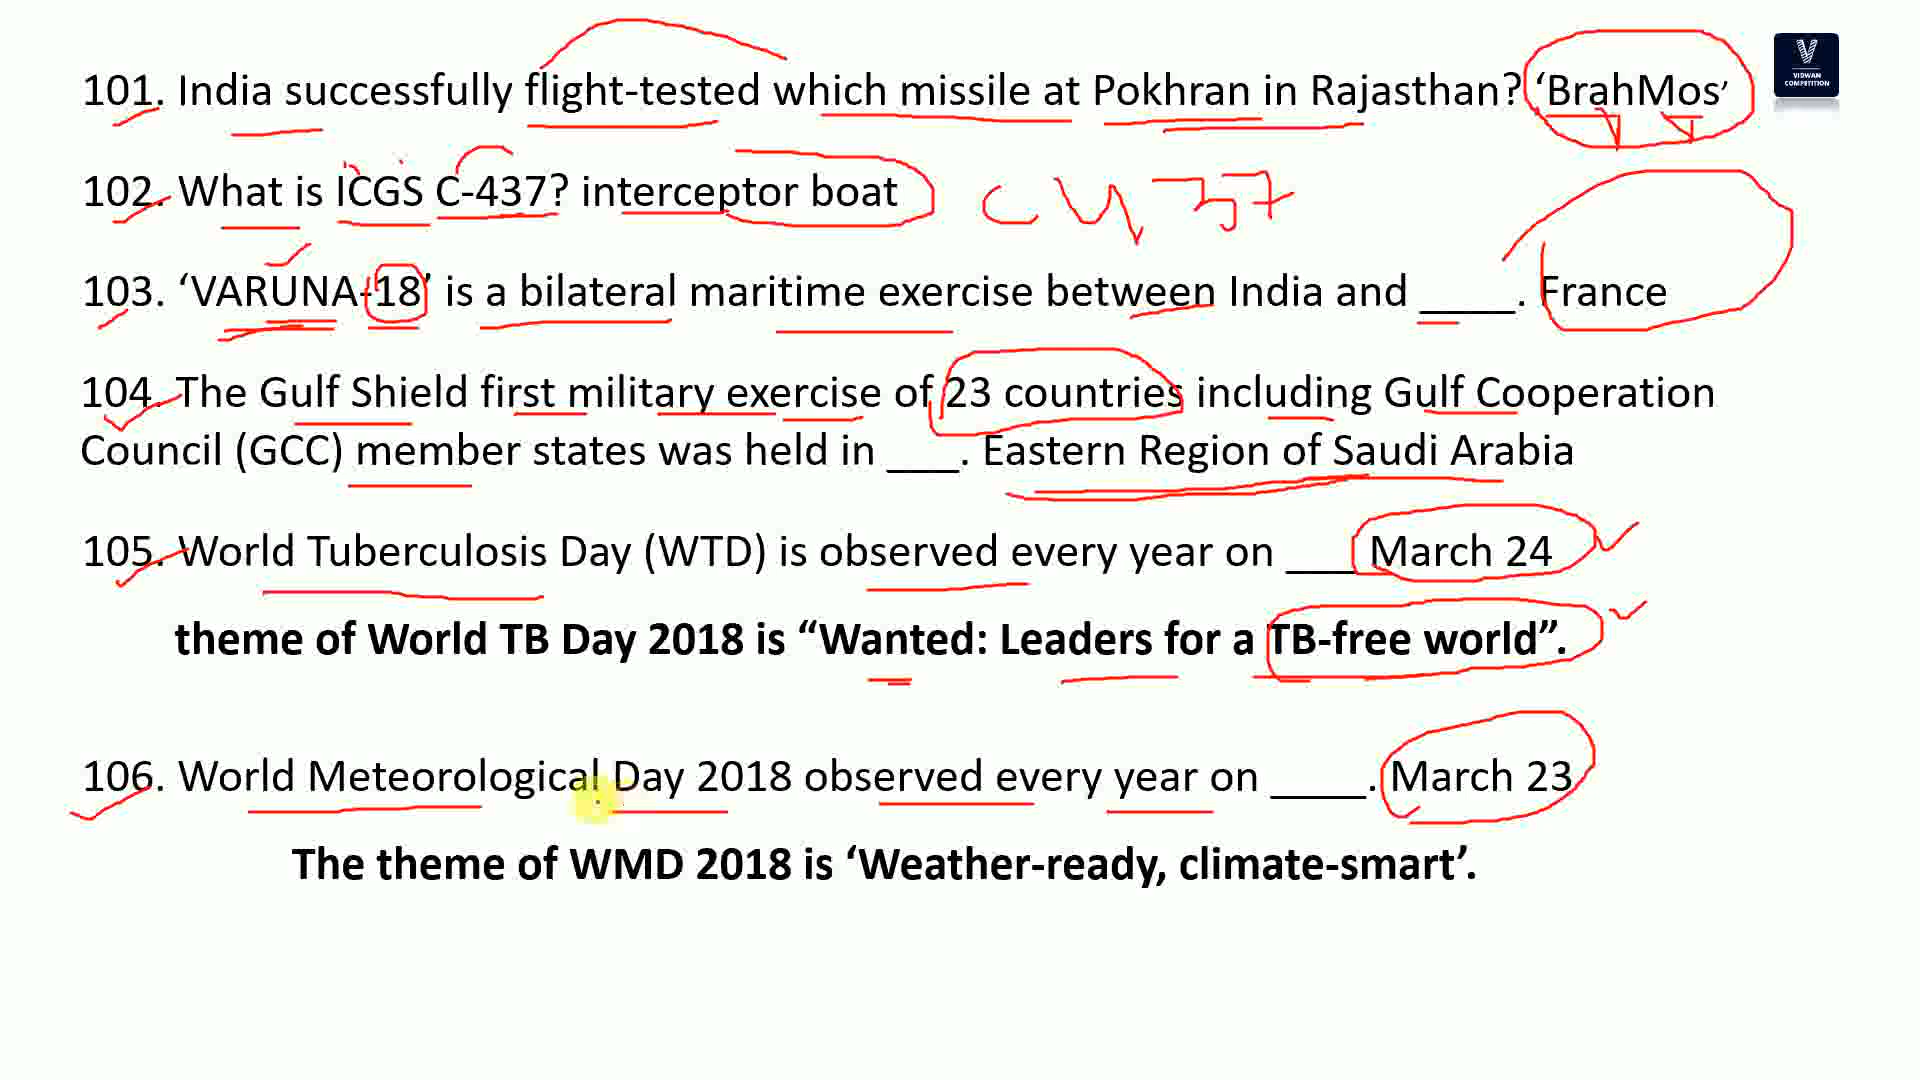 101. India successfully flight-tested which missile at Pokhran in Rajasthan? ‘BrahMos’
V
VIDWAN
COMPETITION
102. What is ICGS C-437? interceptor boat C 437
103. ‘VARUNA-18’ is a bilateral maritime exercise between India and ____. France
104. The Gulf Shield first military exercise of 23 countries including Gulf Cooperation
Council (GCC) member states was held in ___. Eastern Region of Saudi Arabia
105. World Tuberculosis Day (WTD) is observed every year on ___ March 24
theme of World TB Day 2018 is “Wanted: Leaders for a TB-free world”.
106. World Meteorological Day 2018 observed every year on ____. March 23
The theme of WMD 2018 is ‘Weather-ready, climate-smart’.